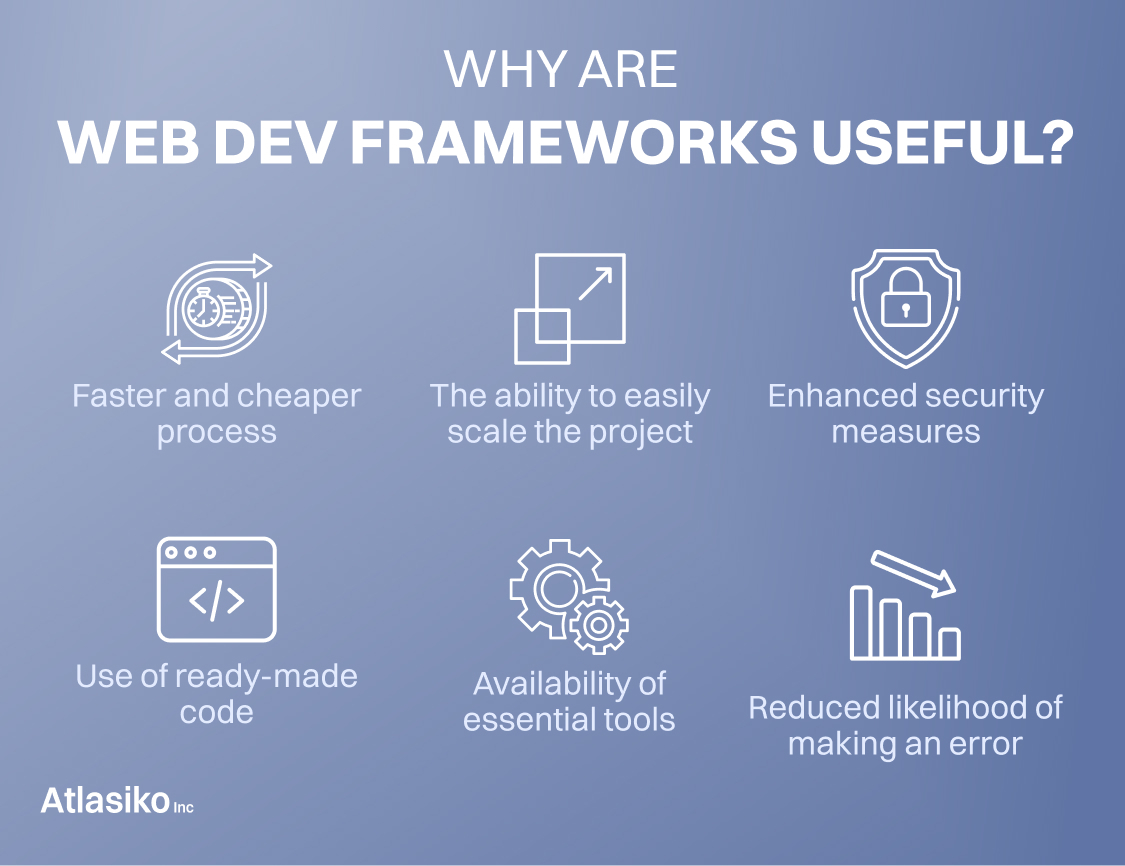 WHY ARE
WEB DEV FRAMEWORKS USEFUL?
Faster and cheaper
process
The ability to easily
scale the project
Enhanced security
measures
Use of ready-made
code
Availability of
essential tools
Reduced likelihood of
making an error
Atlasiko Inc